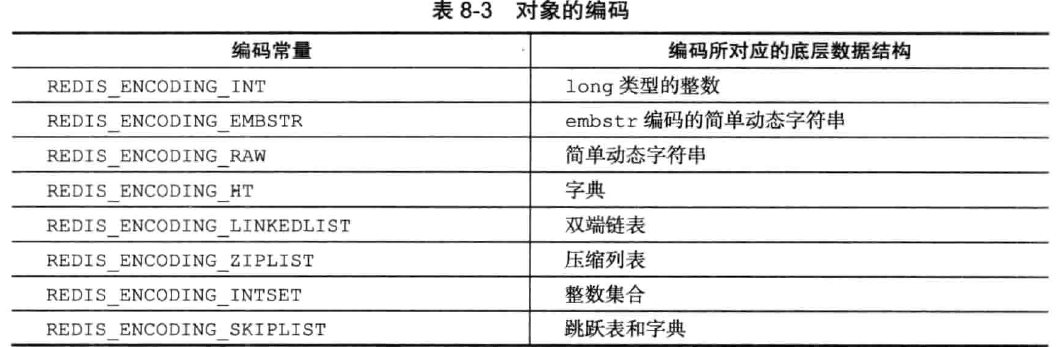 表 8-3 对象的编码
编码常量 编码所对应的底层数据结构
REDIS_ENCODING_INT long 类型的整数
REDIS_ENCODING_EMBSTR embstr 编码的简单动态字符串
REDIS_ENCODING_RAW 简单动态字符串
REDIS_ENCODING_HT 字典
REDIS_ENCODING_LINKEDLIST 双端链表
REDIS_ENCODING_ZIPLIST 压缩列表
REDIS_ENCODING_INTSET 整数集合
REDIS_ENCODING_SKIPLIST 跳跃表和字典